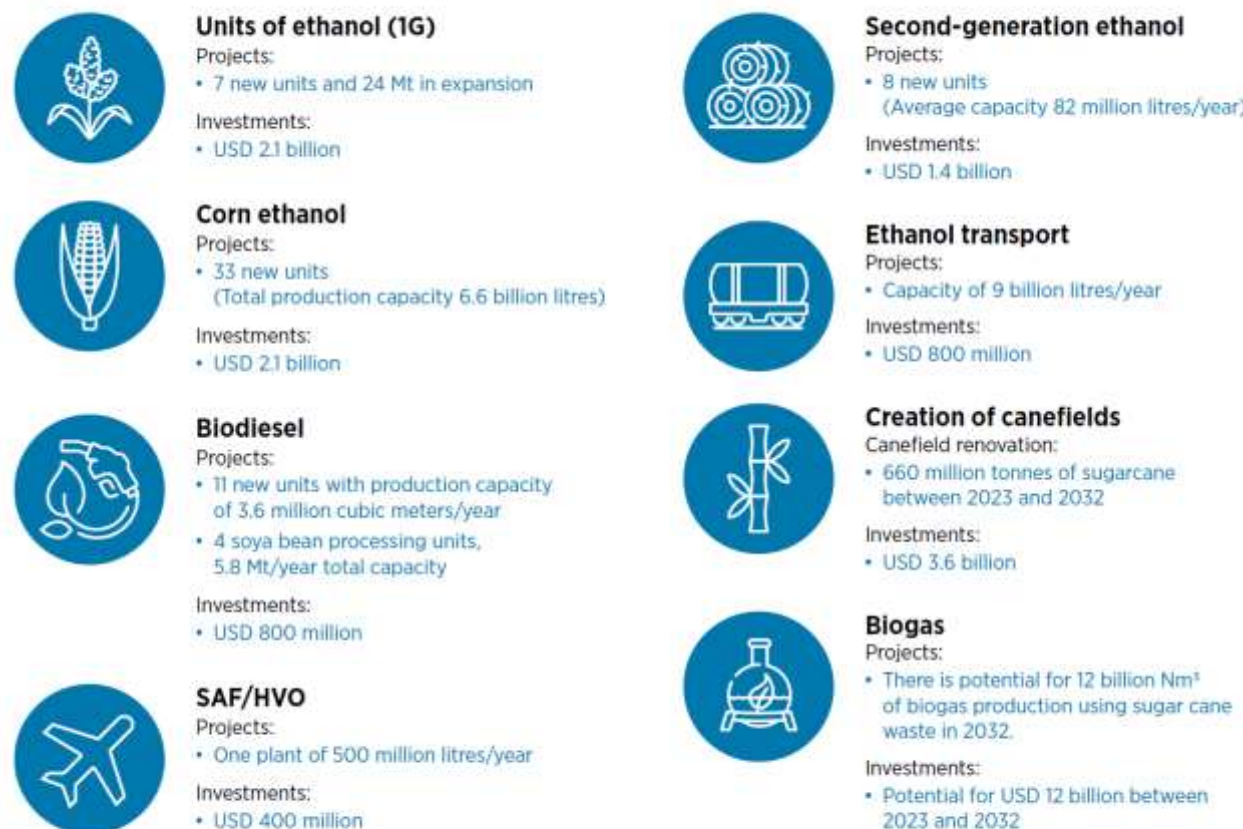 Units of ethanol (1G)
Projects:
• 7 new units and 24 Mt in expansion
Investments:
• USD 2.1 billion
Corn ethanol
Projects:
• 33 new units
(Total production capacity 6.6 billion litres)
Investments:
• USD 2.1 billion
Biodiesel
Projects:
• 11 new units with production capacity
of 3.6 million cubic meters/year
• 4 soya bean processing units,
5.8 Mt/year total capacity
Investments:
• USD 800 million
SAF/HVO
Projects:
• One plant of 500 million litres/year
Investments:
• USD 400 million
Second-generation ethanol
Projects:
• 8 new units
(Average capacity 82 million litres/year)
Investments:
• USD 1.4 billion
Ethanol transport
Projects:
• Capacity of 9 billion litres/year
Investments:
• USD 800 million
Creation of canefields
Canefield renovation:
• 660 million tonnes of sugarcane
between 2023 and 2032
Investments:
• USD 3.6 billion
Biogas
Projects:
• There is potential for 12 billion Nm³
of biogas production using sugar cane
waste in 2032.
Investments:
• Potential for USD 12 billion between
2023 and 2032